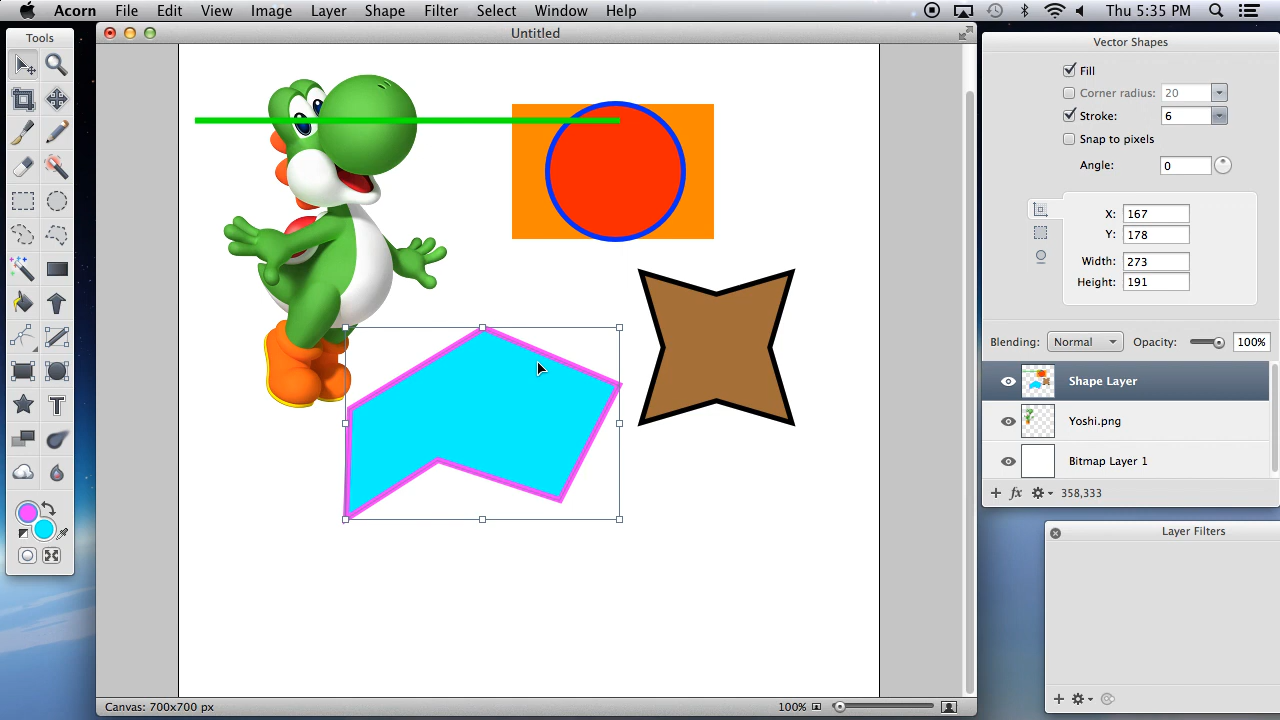 Acorn File Edit View Image Layer Shape Filter Select Window Help Thu 5:35 PM
Tools
Untitled
Vector Shapes
Fill
Corner radius: 20
Stroke: 6
Snap to pixels
Angle: 0
X: 167
Y: 178
Width: 273
Height: 191
Blending: Normal Opacity: 100%
Shape Layer
Yoshi.png
Bitmap Layer 1
+ fx 358,333
Layer Filters
T
Canvas: 700x700 px
100%